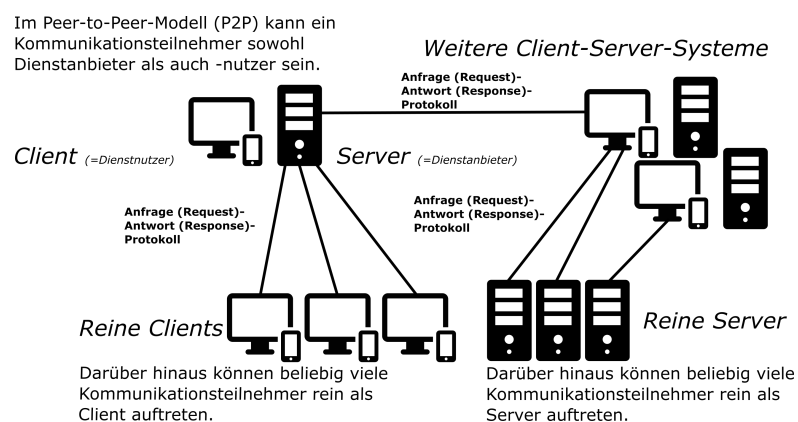 Im Peer-to-Peer-Modell (P2P) kann ein
Kommunikationsteilnehmer sowohl
Dienstanbieter als auch -nutzer sein.
Weitere Client-Server-Systeme
Anfrage (Request)-
Antwort (Response)-
Protokoll
Client (=Dienstnutzer)
Server (=Dienstanbieter)
Anfrage (Request)-
Antwort (Response)-
Protokoll
Anfrage (Request)-
Antwort (Response)-
Protokoll
Reine Clients
Reine Server
Darüber hinaus können beliebig viele
Kommunikationsteilnehmer rein als
Client auftreten.
Darüber hinaus können beliebig viele
Kommunikationsteilnehmer rein als
Server auftreten.